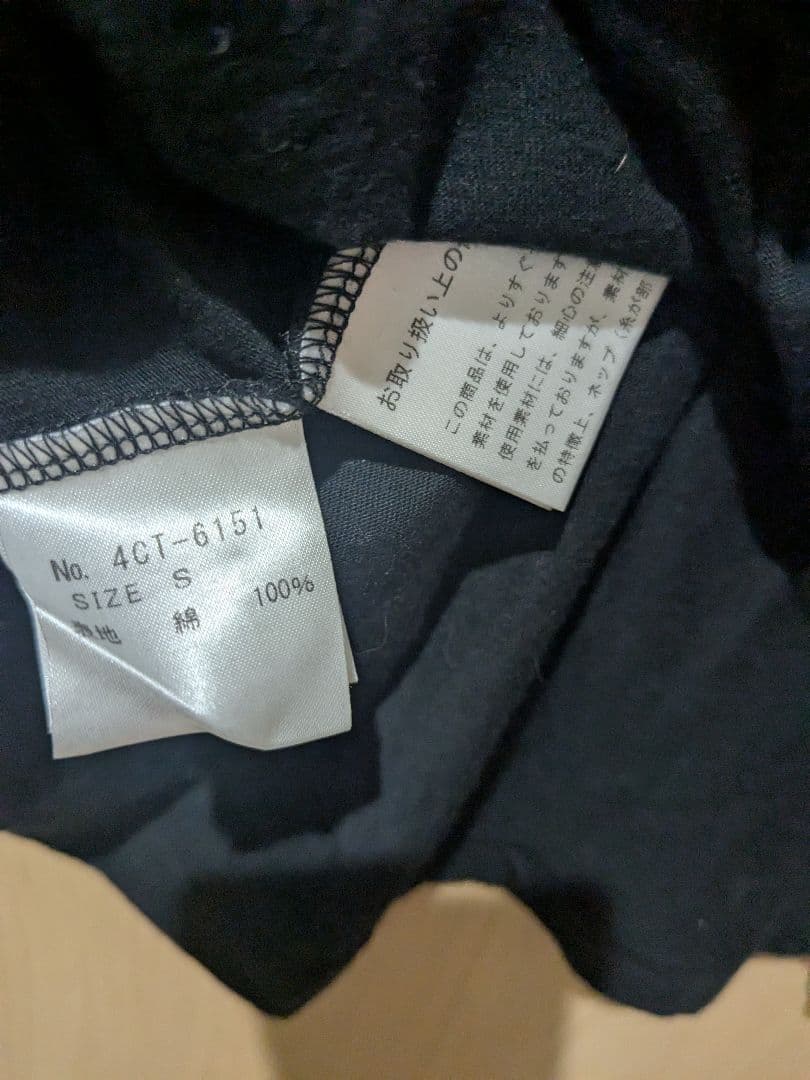 No. 4CT-6151
SIZE S
地 綿 100%
お取り扱い上の
この商品は、よりすぐ
素材を使用しております
使用素材には、細心の注
を払っておりますが、素材
の特徴上、ネップ（糸が